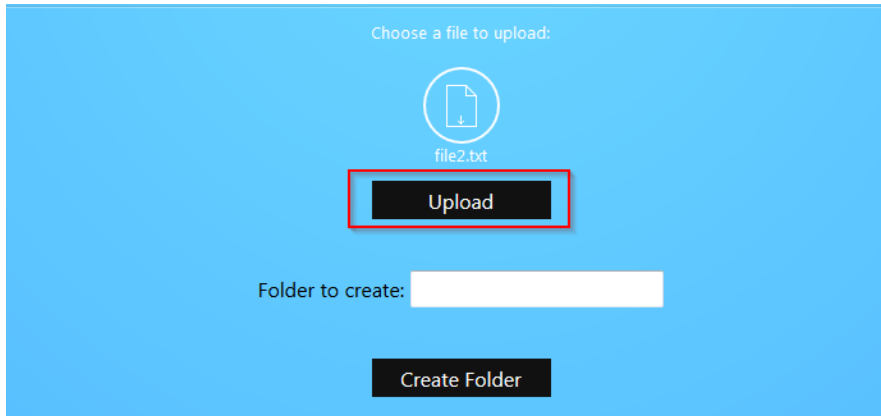 Choose a file to upload:
file2.txt
Upload
Folder to create:
Create Folder